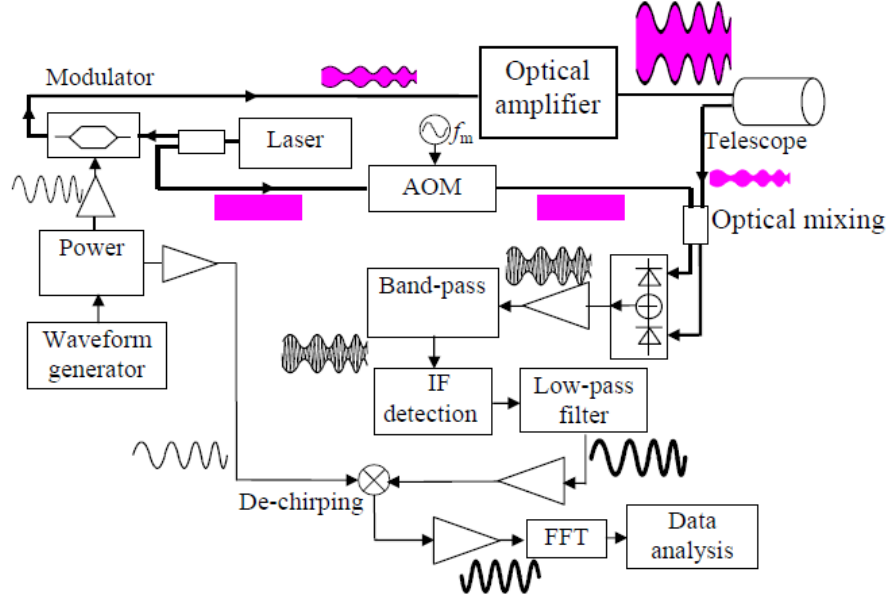 Modulator
Optical
amplifier
Laser
fm
Telescope
AOM
Optical mixing
Power
Band-pass
Waveform
generator
IF
detection
Low-pass
filter
De-chirping
FFT
Data
analysis